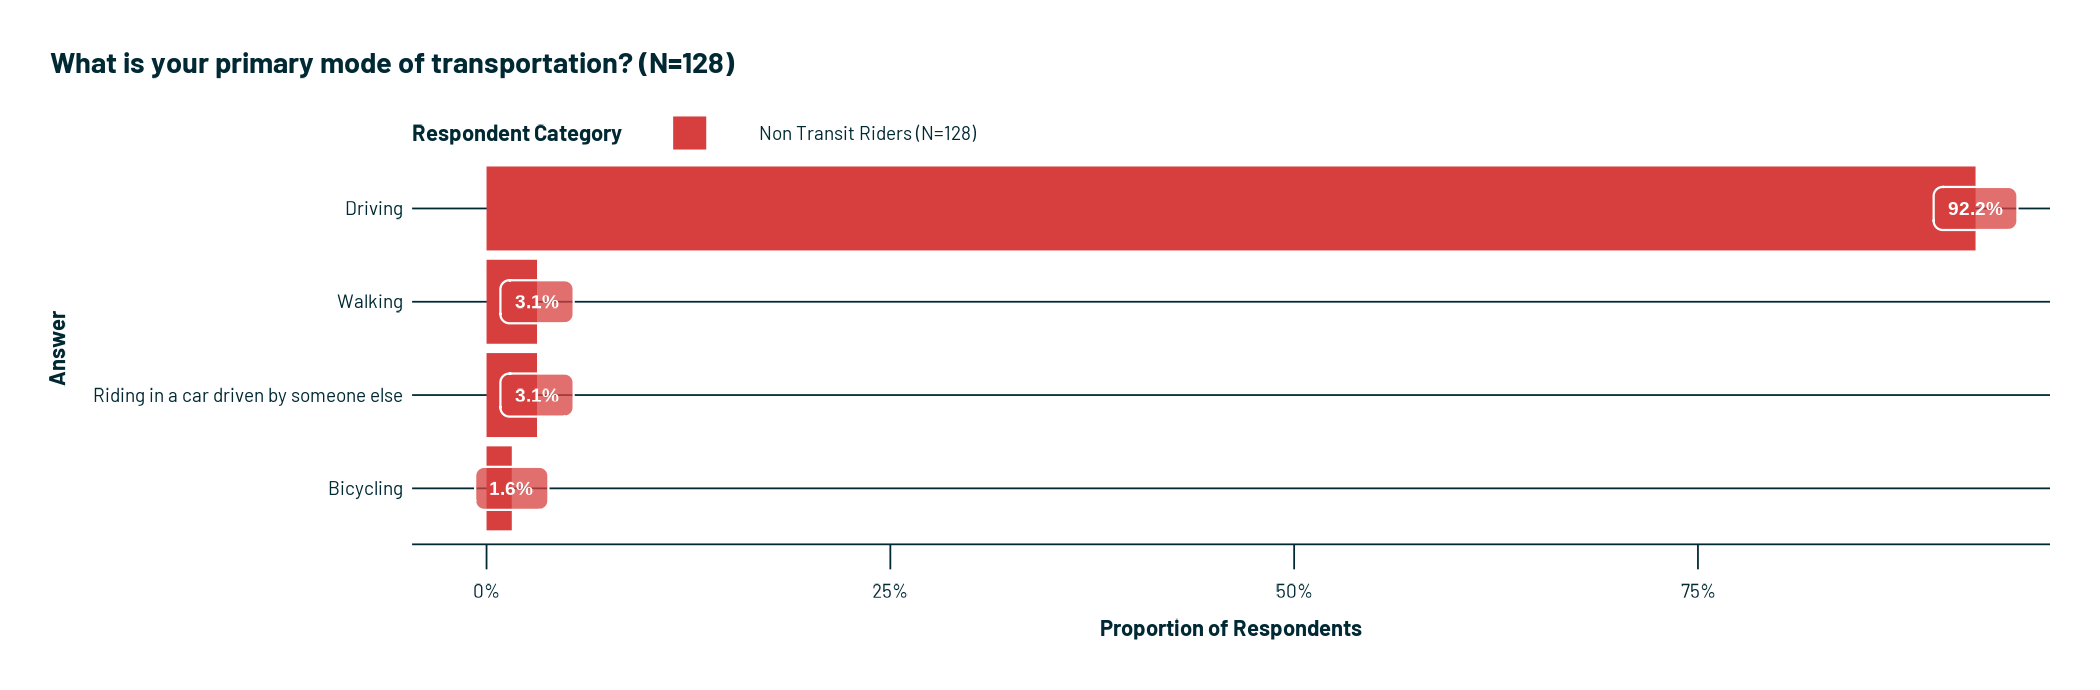 What is your primary mode of transportation? (N=128)
Respondent Category
Non Transit Riders (N=128)
Driving
92.2%
Walking
3.1%
Answer
Riding in a car driven by someone else
3.1%
Bicycling
1.6%
0%
25%
50%
75%
Proportion of Respondents